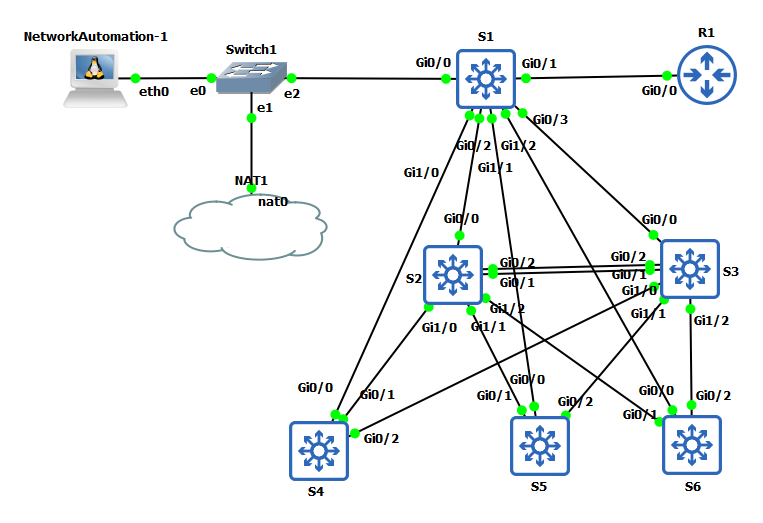 NetworkAutomation-1
Switch1
S1
R1
eth0
e0
e2
e1
Gi0/0
Gi0/1
Gi0/0
Gi0/3
Gi0/2
Gi1/2
Gi1/1
Gi1/0
NAT1
nat0
Gi0/0
Gi0/0
S2
Gi0/2
Gi0/1
Gi0/2
Gi0/1
Gi1/0
S3
Gi1/0
Gi1/1
Gi1/2
Gi1/1
Gi1/2
Gi0/0
Gi0/1
Gi0/2
S4
Gi0/0
Gi0/1
Gi0/2
S5
Gi0/0
Gi0/1
Gi0/2
S6